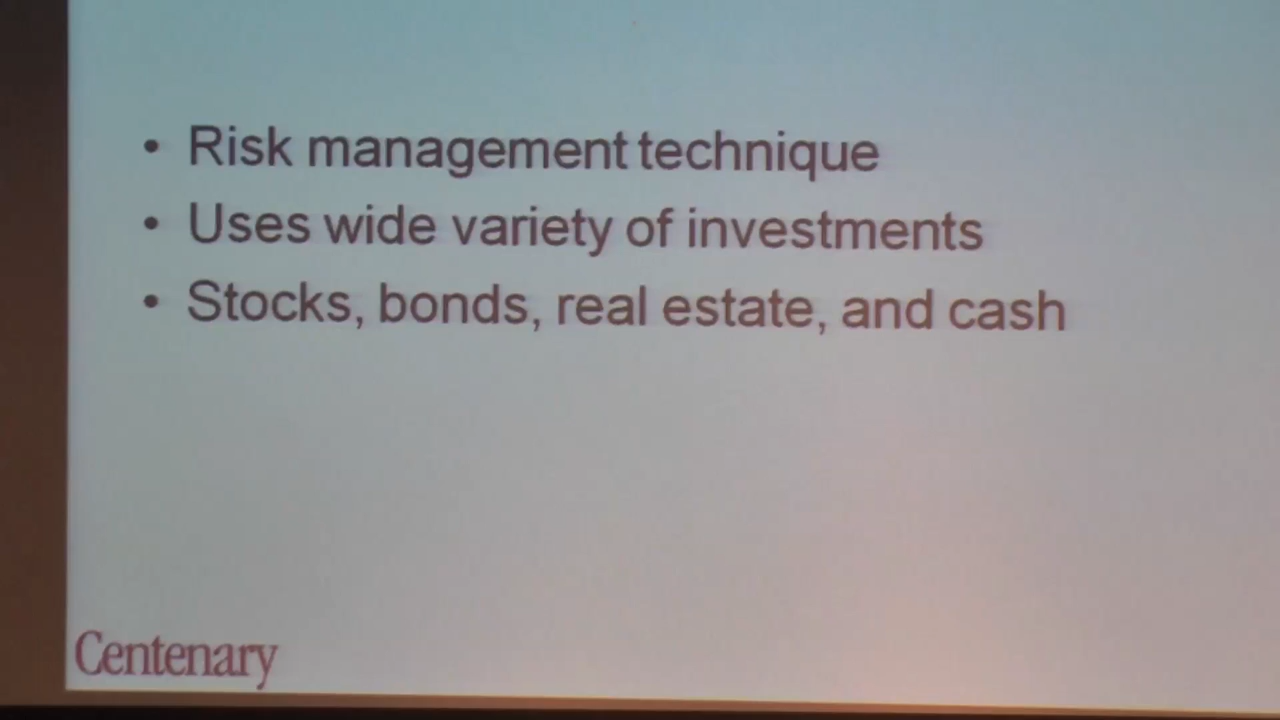 • Risk management technique
• Uses wide variety of investments
• Stocks, bonds, real estate, and cash
Centenary